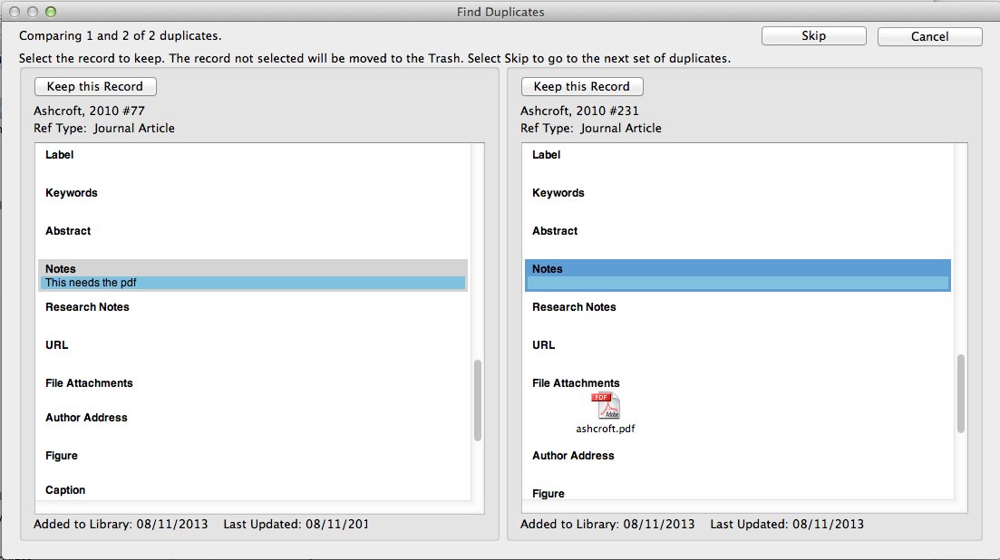 Find Duplicates
Comparing 1 and 2 of 2 duplicates.
Skip
Cancel
Select the record to keep. The record not selected will be moved to the Trash. Select Skip to go to the next set of duplicates.
Keep this Record
Ashcroft, 2010 #77
Ref Type: Journal Article
Label
Keywords
Abstract
Notes
This needs the pdf
Research Notes
URL
File Attachments
Author Address
Figure
Caption
Added to Library: 08/11/2013 Last Updated: 08/11/201
Keep this Record
Ashcroft, 2010 #231
Ref Type: Journal Article
Label
Keywords
Abstract
Notes
Research Notes
URL
File Attachments
PDF
Adobe
ashcroft.pdf
Author Address
Figure
Added to Library: 08/11/2013 Last Updated: 08/11/2013